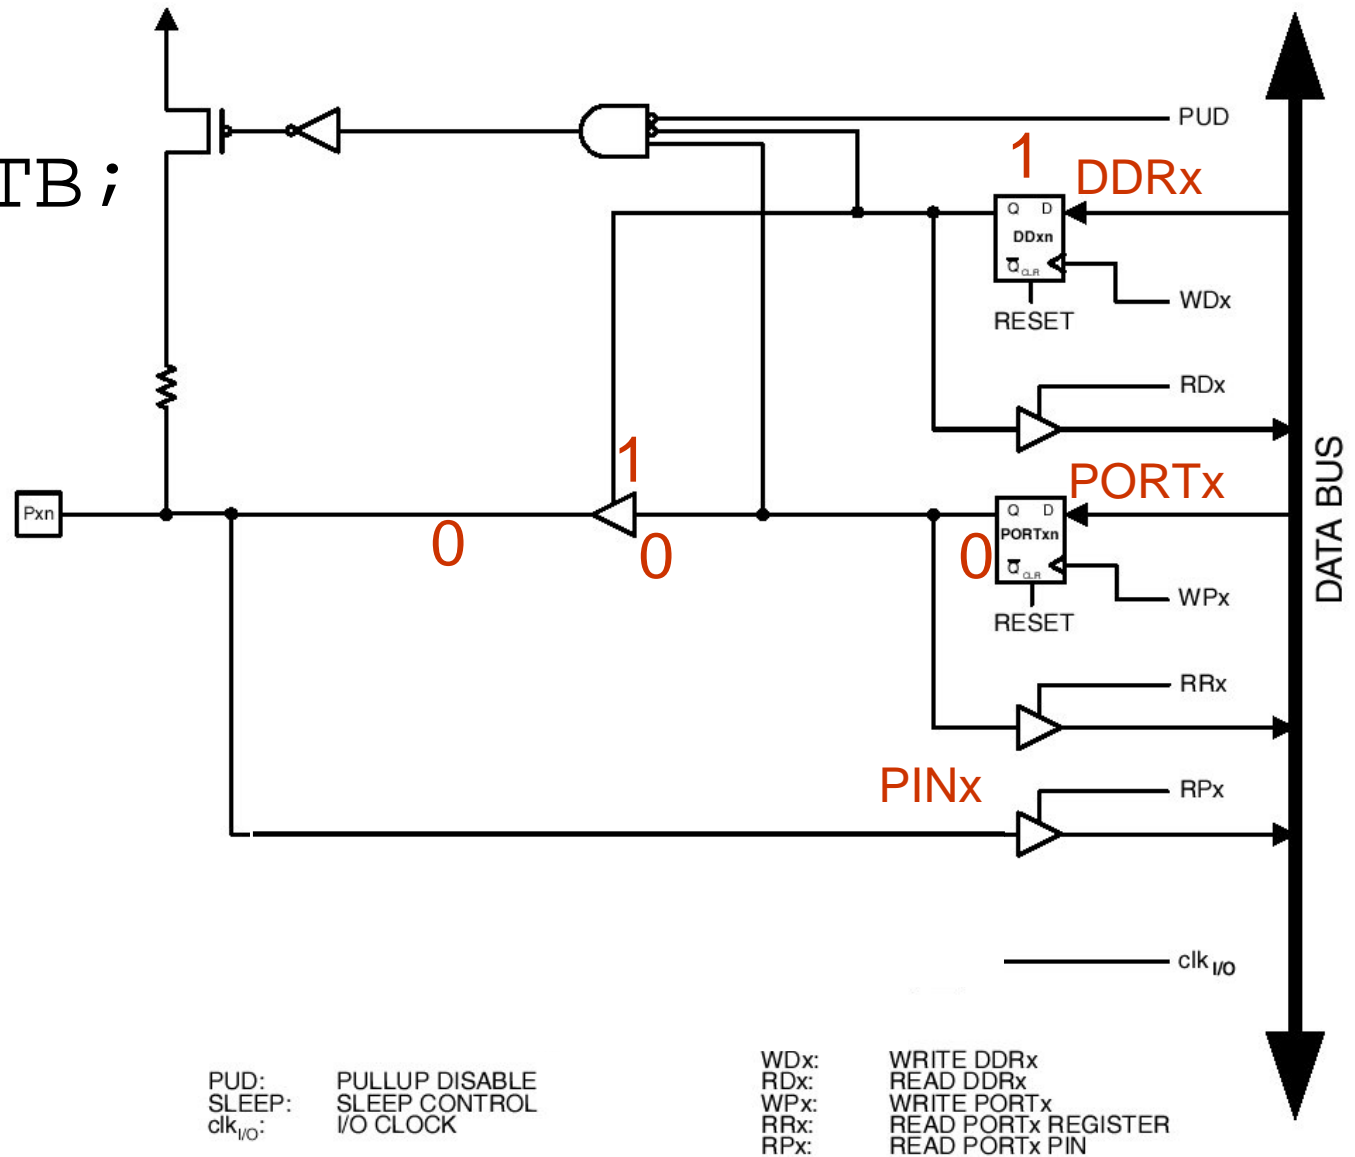 PUD
1
DDRx
TB;
Q D
DDxn
Q CLR
WDx
RESET
RDx
1
PORTx
Pxn
Q D
0
0
0
PORTxn
Q CLR
DATA BUS
WPx
RESET
RRx
PINx
RPx
clk I/O
PUD: PULLUP DISABLE
SLEEP: SLEEP CONTROL
clkI/O: I/O CLOCK
WDx: WRITE DDRx
RDx: READ DDRx
WPx: WRITE PORTx
RRx: READ PORTx REGISTER
RPx: READ PORTx PIN